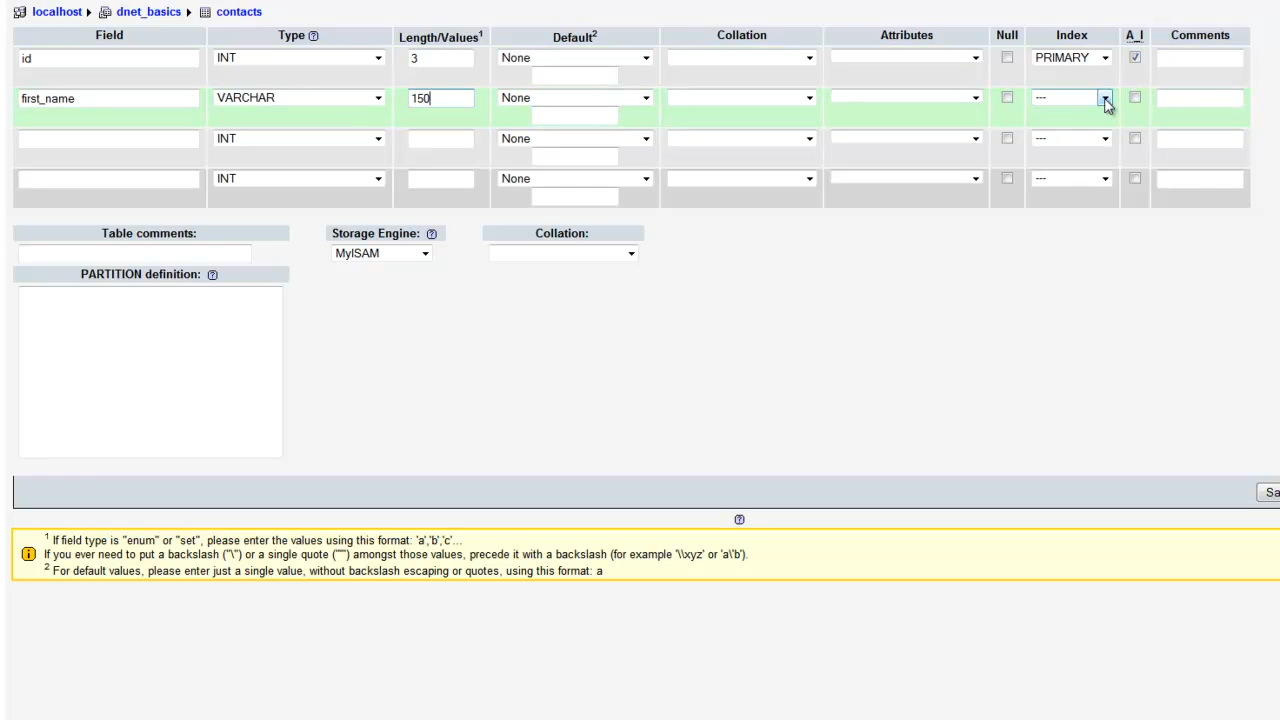 localhost dnet_basics contacts
Field Type Length/Values1 Default2 Collation Attributes Null Index A_I Comments
id INT 3 None PRIMARY
first_name VARCHAR 150 None ---
INT None ---
INT None ---
Table comments: Storage Engine: Collation:
MyISAM
PARTITION definition:
Sa
1 If field type is "enum" or "set", please enter the values using this format: 'a','b','c'...
If you ever need to put a backslash ("\") or a single quote ("'") amongst those values, precede it with a backslash (for example '\\xyz' or 'a\'b').
2 For default values, please enter just a single value, without backslash escaping or quotes, using this format: a